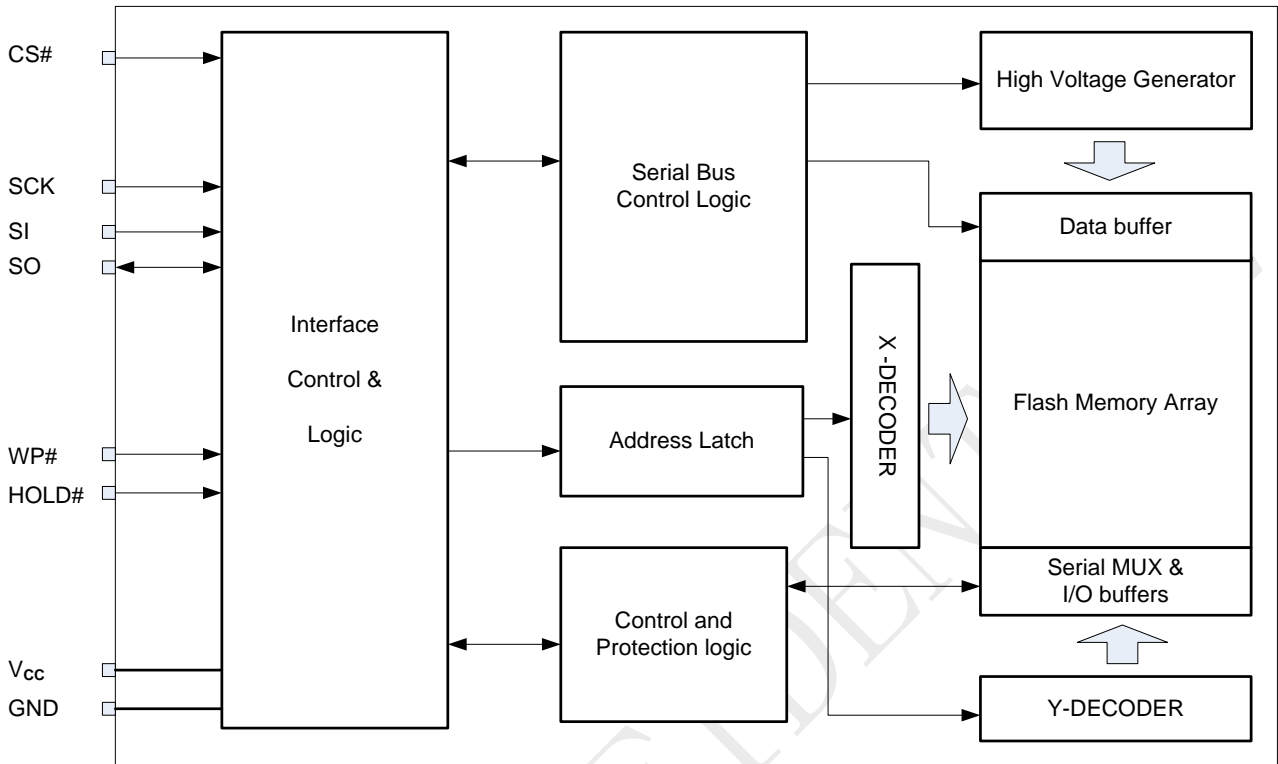 CS#
SCK
SI
SO
WP#
HOLD#
Vcc
GND
Interface
Control &
Logic
Serial Bus
Control Logic
Address Latch
Control and
Protection logic
X-DECODER
High Voltage Generator
Data buffer
Flash Memory Array
Serial MUX &
I/O buffers
Y-DECODER